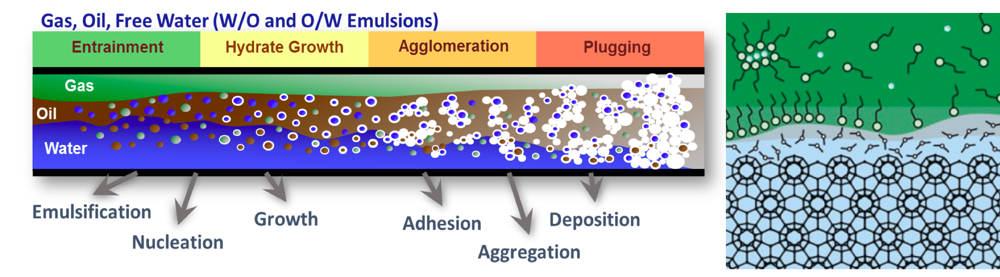 Gas, Oil, Free Water (W/O and O/W Emulsions)
Entrainment Hydrate Growth Agglomeration Plugging
Gas
Oil
Water
Emulsification
Nucleation
Growth
Adhesion
Aggregation
Deposition